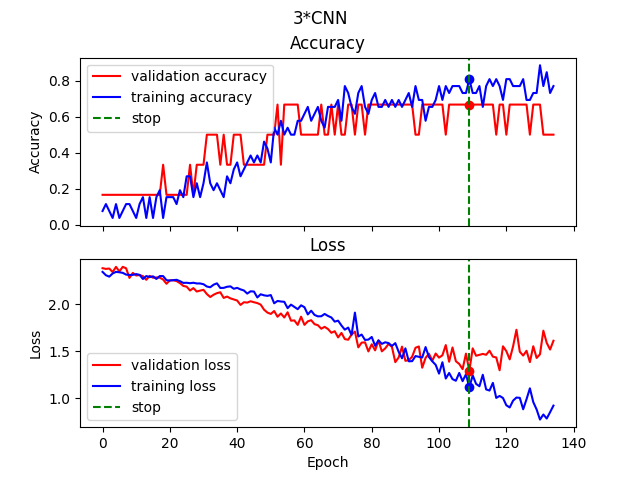 3*CNN
Accuracy
Accuracy
0.8
0.6
0.4
0.2
0.0
validation accuracy
training accuracy
stop
Loss
Loss
2.0
1.5
1.0
validation loss
training loss
stop
0 20 40 60 80 100 120 140
Epoch